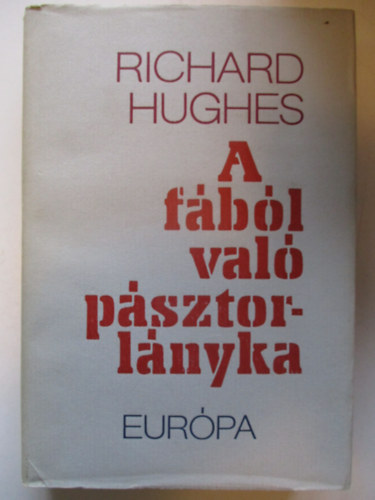 RICHARD
HUGHES
A
fából
való
pásztor-
lányka
EURÓPA